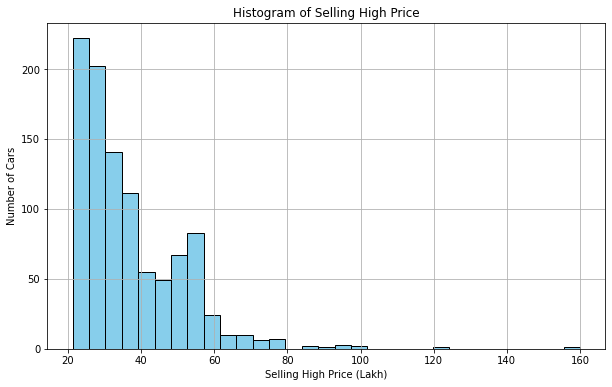 Histogram of Selling High Price
Number of Cars
200
150
100
50
0
20 40 60 80 100 120 140 160
Selling High Price (Lakh)